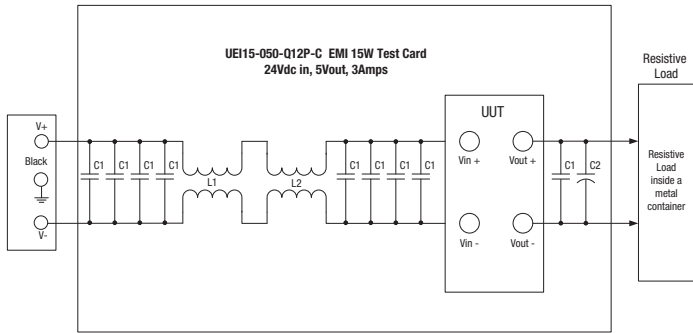 UEI15-050-Q12P-C EMI 15W Test Card
24Vdc in, 5Vout, 3Amps
Resistive
Load
UUT
V+
Black
V-
C1
C1
C1
C1
L1
L2
C1
C1
C1
C1
Vin +
Vout +
Vin -
Vout -
C1
C2
Resistive
Load
inside a
metal
container